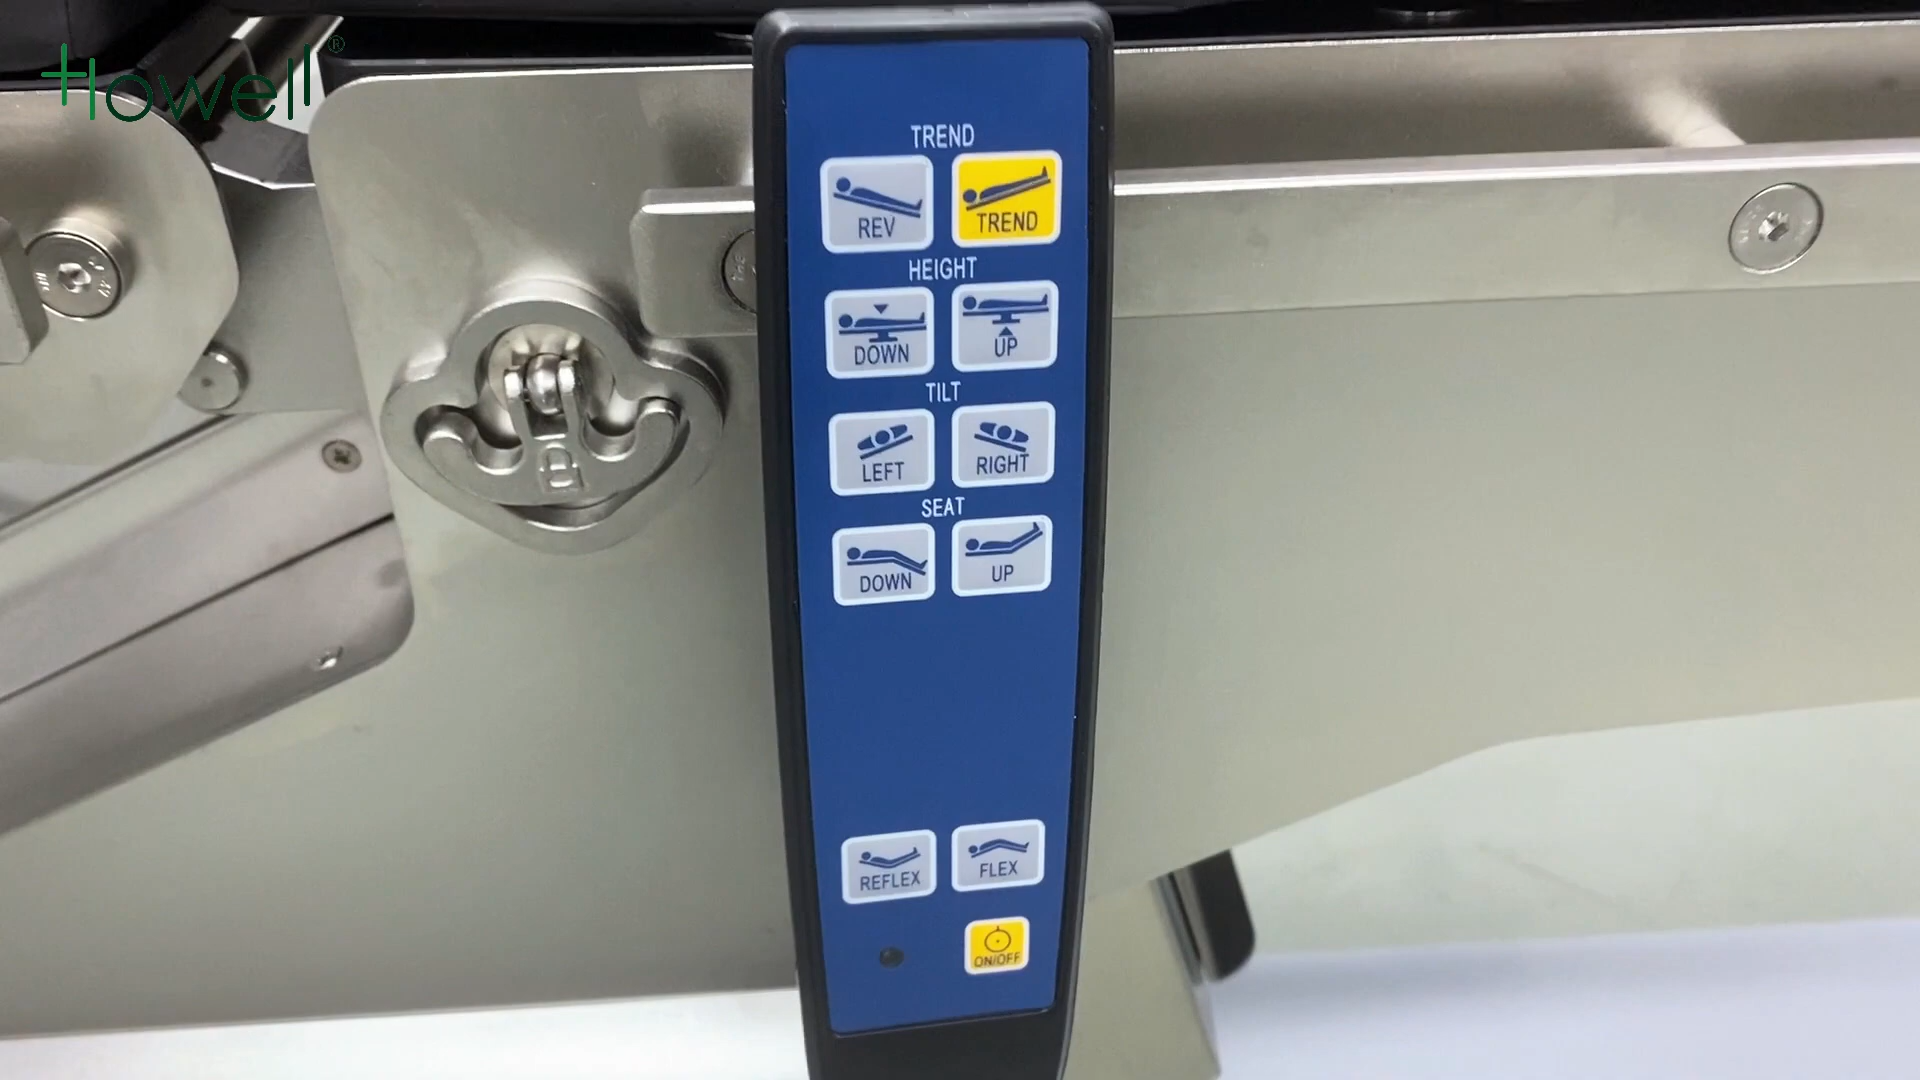 Howell®
TREND
REV TREND
HEIGHT
DOWN UP
TILT
LEFT RIGHT
SEAT
DOWN UP
REFLEX FLEX
ON/OFF